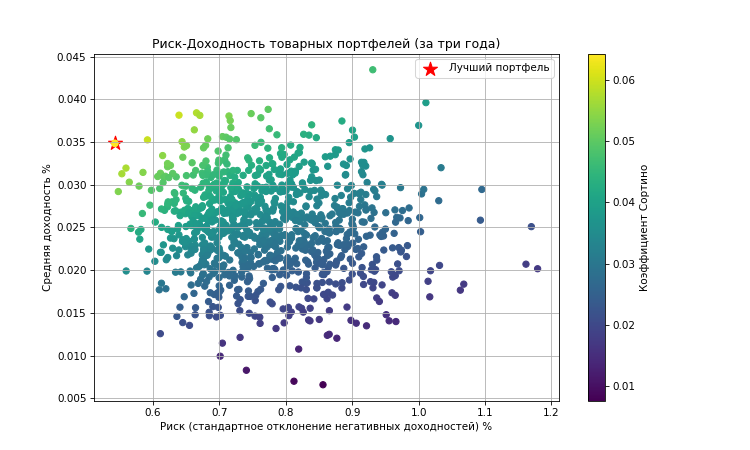 Риск-Доходность товарных портфелей (за три года)
Лучший портфель
Средняя доходность %
0.045
0.040
0.035
0.030
0.025
0.020
0.015
0.010
0.005
0.6 0.7 0.8 0.9 1.0 1.1 1.2
Риск (стандартное отклонение негативных доходностей) %
0.06
0.05
0.04
0.03
0.02
0.01
Коэффициент Сортино